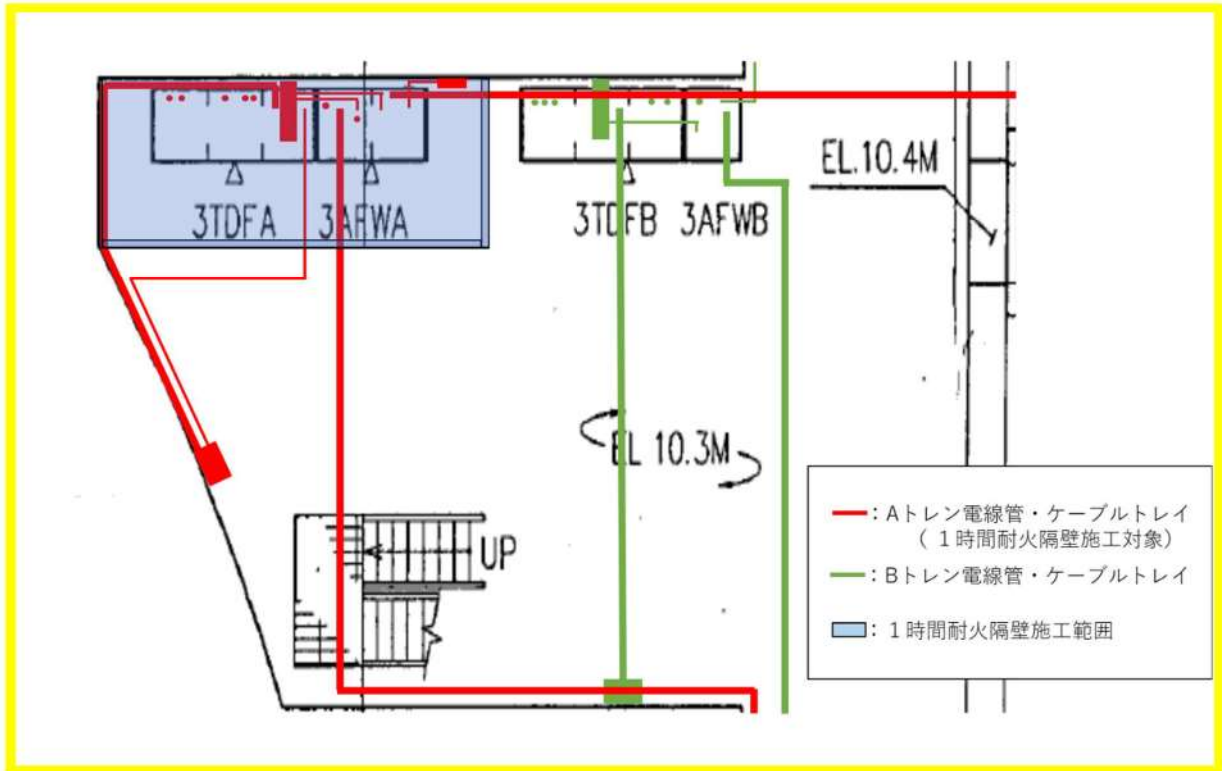 EL.10.4M
3TDFA 3AFWA 3TDFB 3AFWB
EL 10.3M
UP
:Aトレン電線管・ケーブルトレイ
(1時間耐火隔壁施工対象)
:Bトレン電線管・ケーブルトレイ
:1時間耐火隔壁施工範囲